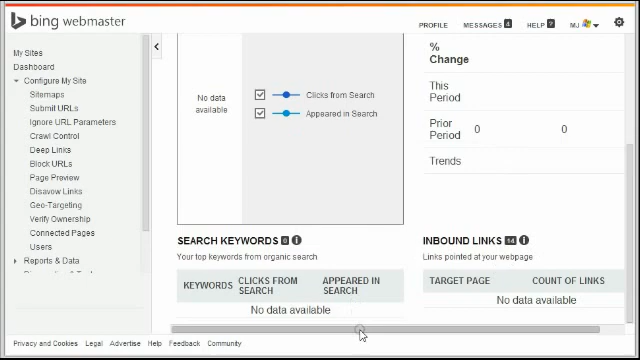 bing webmaster
PROFILE MESSAGES 4 HELP ? MJ
My Sites
Dashboard
Configure My Site
Sitemaps
Submit URLs
Ignore URL Parameters
Crawl Control
Deep Links
Block URLs
Page Preview
Disavow Links
Geo-Targeting
Verify Ownership
Connected Pages
Users
Reports & Data
No data
available
Clicks from Search
Appeared in Search
%
Change
This
Period
Prior
Period 0 0
Trends
SEARCH KEYWORDS 0
Your top keywords from organic search
KEYWORDS CLICKS FROM SEARCH APPEARED IN SEARCH
No data available
INBOUND LINKS 14
Links pointed at your webpage
TARGET PAGE COUNT OF LINKS
No data available
Privacy and Cookies Legal Advertise Help Feedback Community